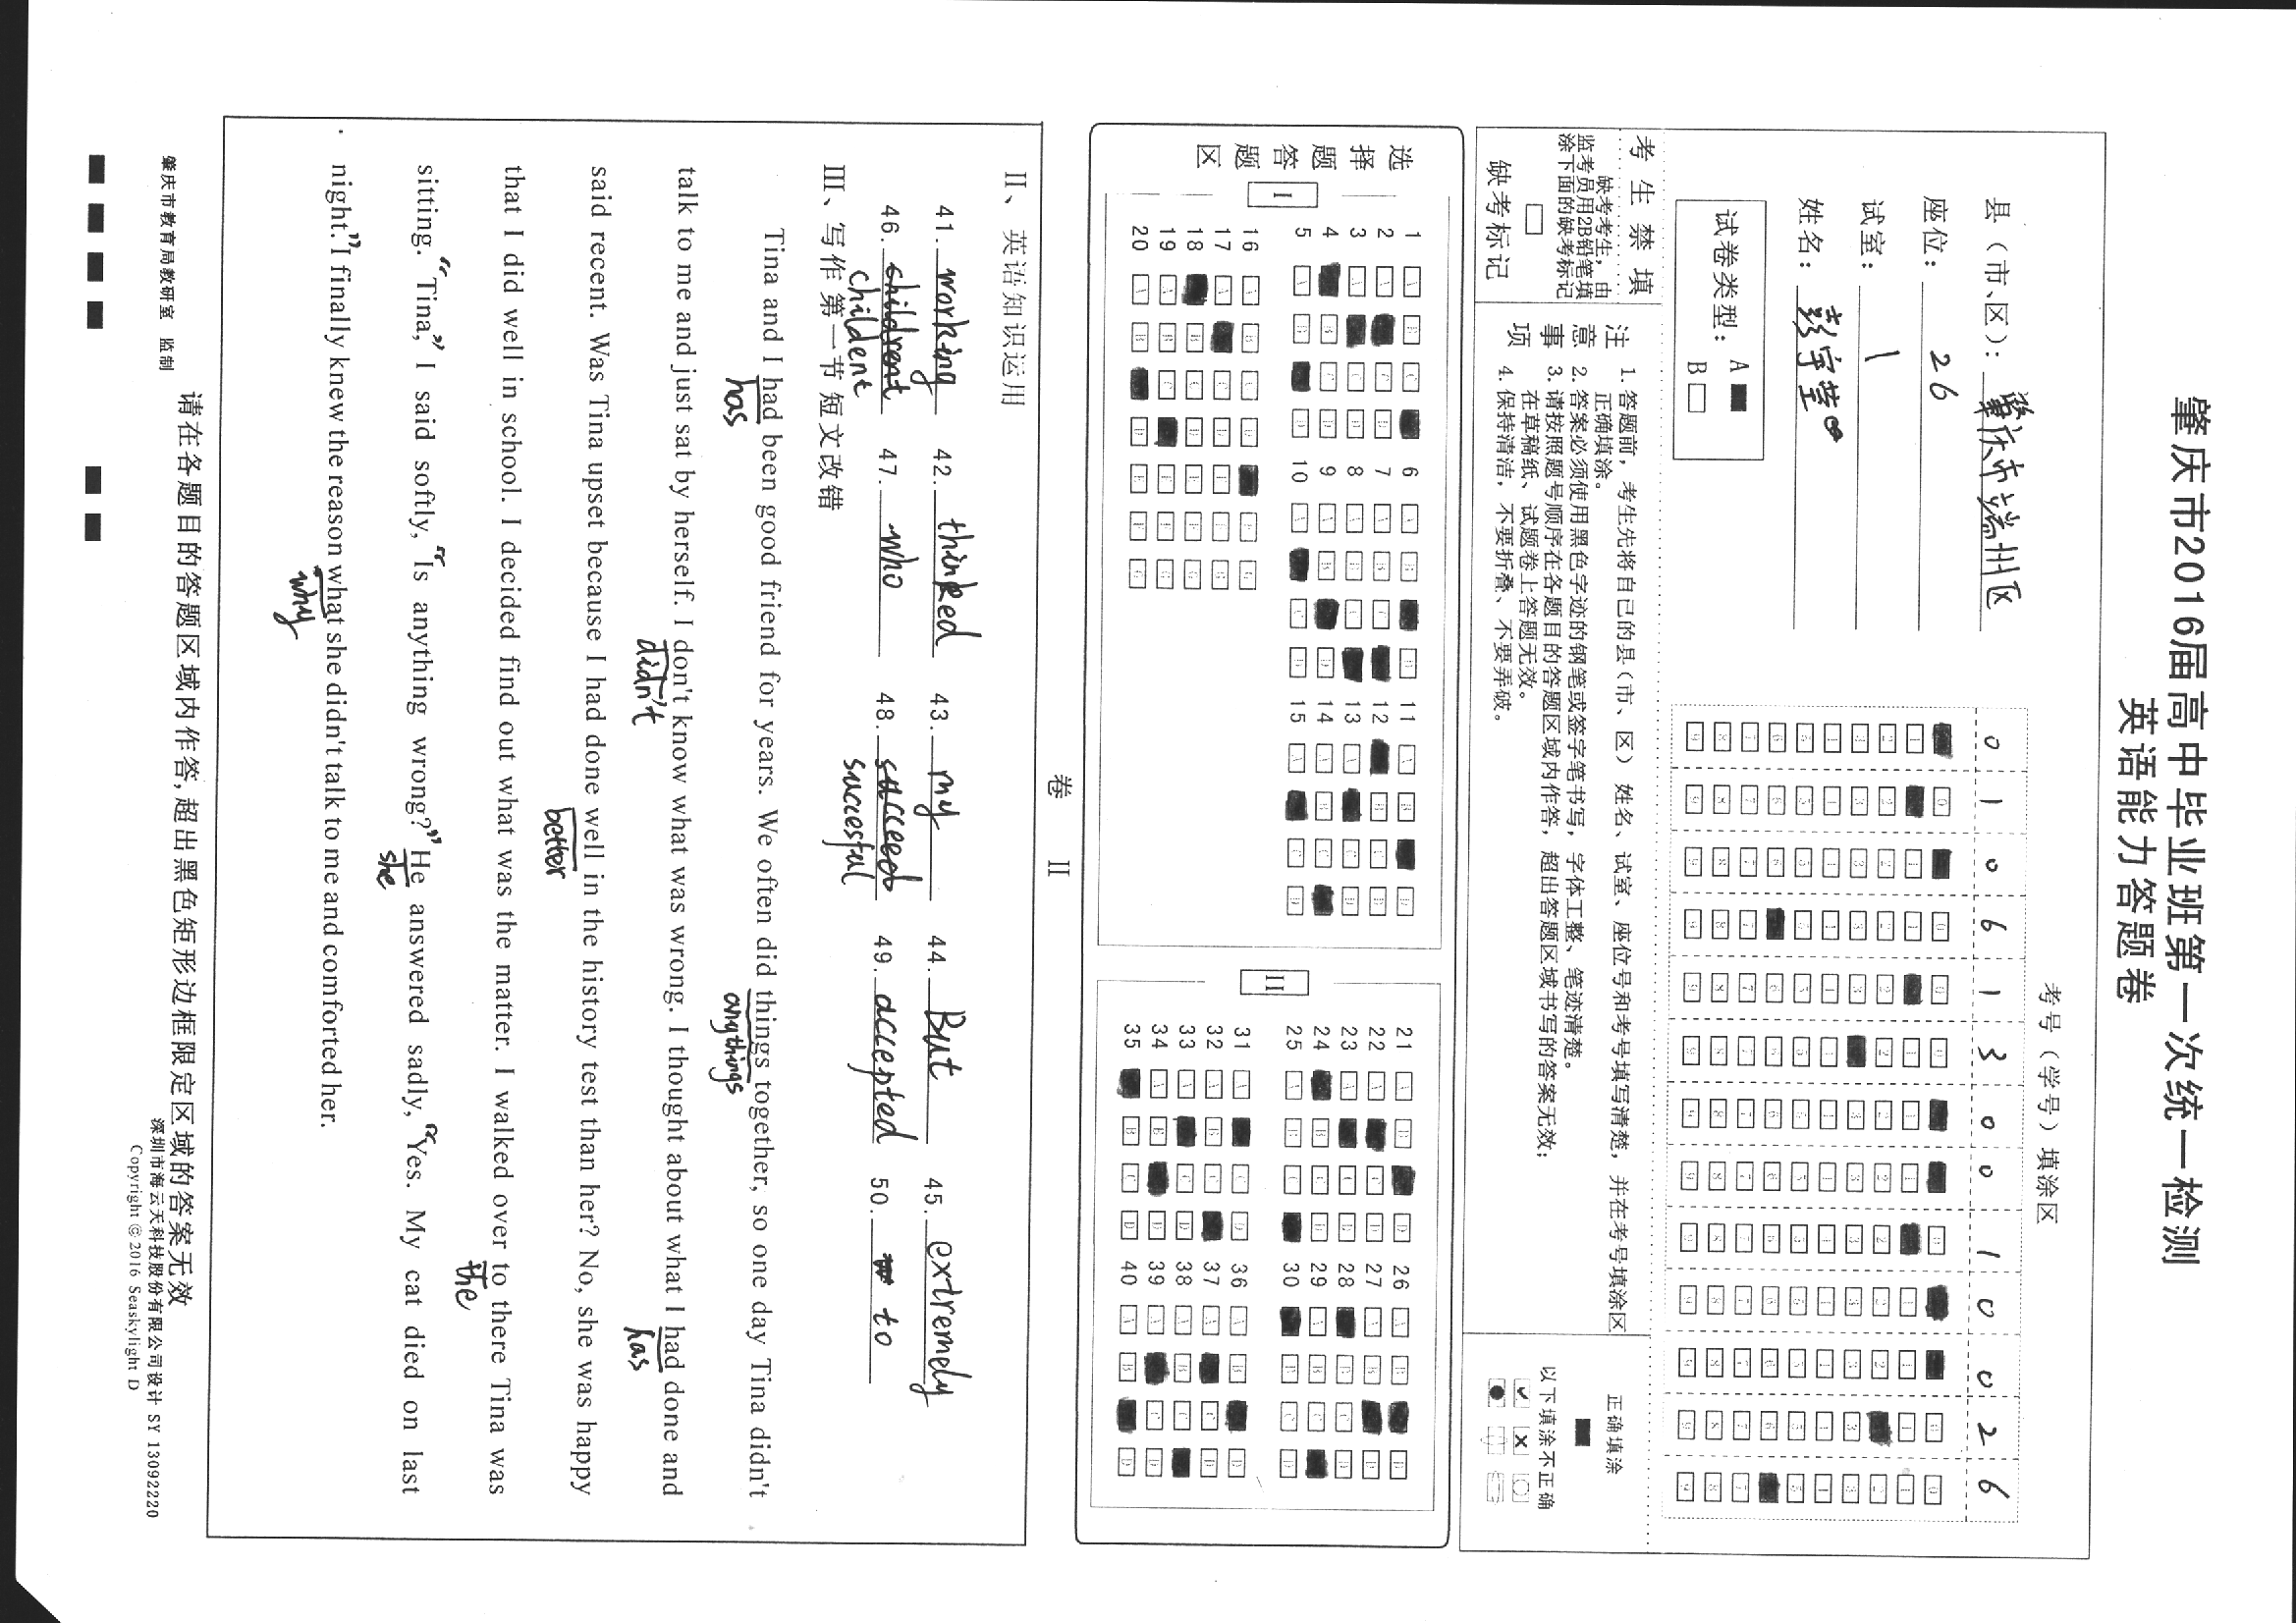 肇庆市2016届高中毕业班第一次统一检测
英语能力答题卷
县（市、区）：肇庆市端州区
座位：26
试室：1
姓名：彭宇莹
试卷类型：A
B
考号（学号）填涂区
0 1 0 6 1 3 0 0 1 0 0 2 6
考生禁填
缺考考生，由
监考员用2B铅笔填
涂下面的缺考标记
缺考标记
注意事项
1. 答题前，考生先将自己的县（市、区）姓名、试室、座位号和考号填写清楚，并在考号填涂区
正确填涂。
2. 答案必须使用黑色字迹的钢笔或签字笔书写，字体工整、笔迹清楚。
3. 请按照题号顺序在各题目的答题区域内作答，超出答题区域书写的答案无效；
在草稿纸、试题卷上答题无效。
4. 保持清洁，不要折叠、不要弄破。
正确填涂
以下填涂不正确
选择题答题区
I
1 6 11
2 7 12
3 8 13
4 9 14
5 10 15
16
17
18
19
20
II
21 26
22 27
23 28
24 29
25 30
31 36
32 37
33 38
34 39
35 40
卷 II
II、英语知识运用
41. working 42. thinked 43. my 44. But 45. extremely
46. childrent 47. who 48. succeed 49. accepted 50. to
childent succesful
III、写作第一节短文改错
Tina and I had been good friend for years. We often did things together, so one day Tina didn't
has anythings
talk to me and just sat by herself. I don't know what was wrong. I thought about what I had done and
didn't has
said recent. Was Tina upset because I had done well in the history test than her? No, she was happy
better
that I did well in school. I decided find out what was the matter. I walked over to there Tina was
the
sitting. “Tina,” I said softly, “Is anything wrong?” He answered sadly, “Yes. My cat died on last
she
night.” I finally knew the reason what she didn't talk to me and comforted her.
why
请在各题目的答题区域内作答，超出黑色矩形边框限定区域的答案无效
肇庆市教育局教研室 监制
深圳市海云天科技股份有限公司设计 SY 13092220
Copyright © 2016 Seaskylight D